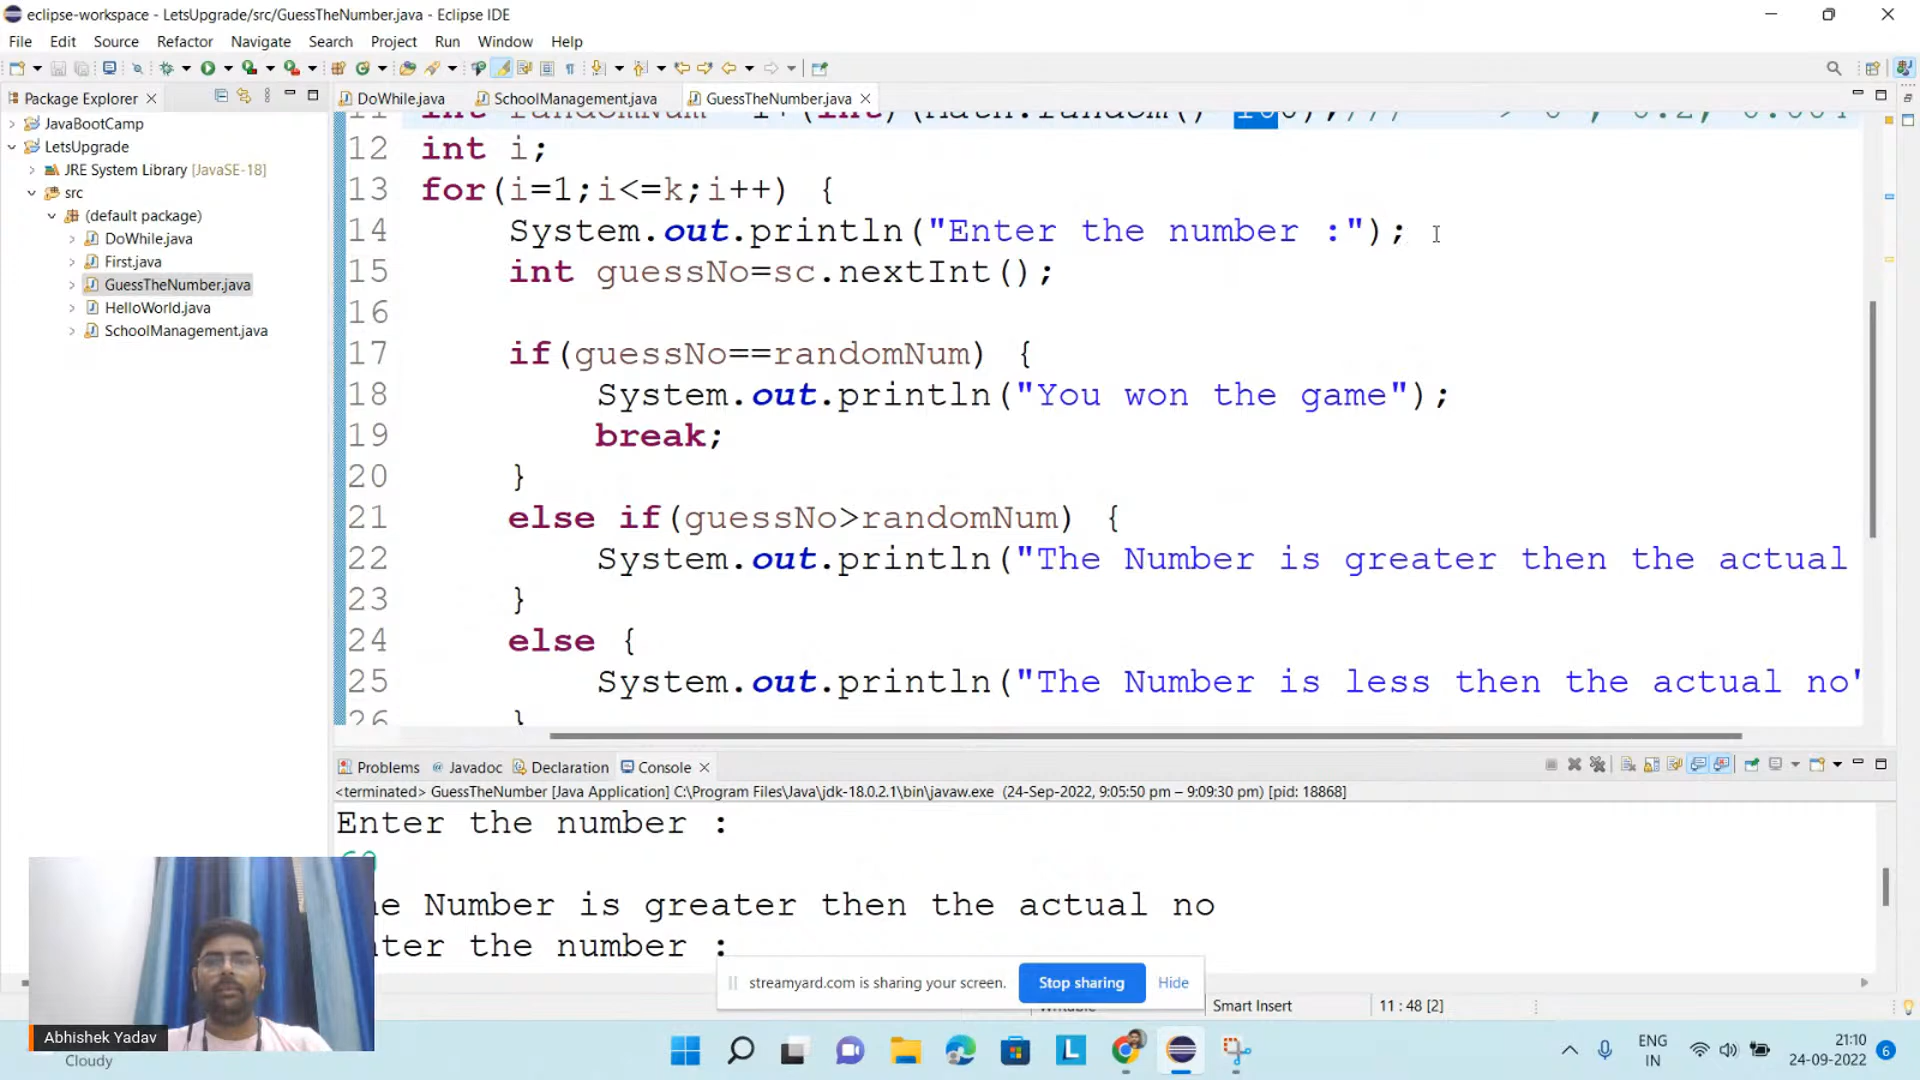 eclipse-workspace - LetsUpgrade/src/GuessTheNumber.java - Eclipse IDE
File Edit Source Refactor Navigate Search Project Run Window Help
Package Explorer
DoWhile.java SchoolManagement.java GuessTheNumber.java
JavaBootCamp
LetsUpgrade
JRE System Library [JavaSE-18]
src
(default package)
DoWhile.java
First.java
GuessTheNumber.java
HelloWorld.java
SchoolManagement.java
12 int i;
13 for(i=1;i<=k;i++) {
14 System.out.println("Enter the number :");
15 int guessNo=sc.nextInt();
16
17 if(guessNo==randomNum) {
18 System.out.println("You won the game");
19 break;
20 }
21 else if(guessNo>randomNum) {
22 System.out.println("The Number is greater then the actual
23 }
24 else {
25 System.out.println("The Number is less then the actual no"
26 }
Problems Javadoc Declaration Console
<terminated> GuessTheNumber [Java Application] C:\Program Files\Java\jdk-18.0.2.1\bin\javaw.exe (24-Sep-2022, 9:05:50 pm – 9:09:30 pm) [pid: 18868]
Enter the number :
Number is greater then the actual no
the number :
streamyard.com is sharing your screen. Stop sharing Hide
Smart Insert 11 : 48 [2]
Abhishek Yadav
Cloudy
ENG
IN
21:10
24-09-2022
6